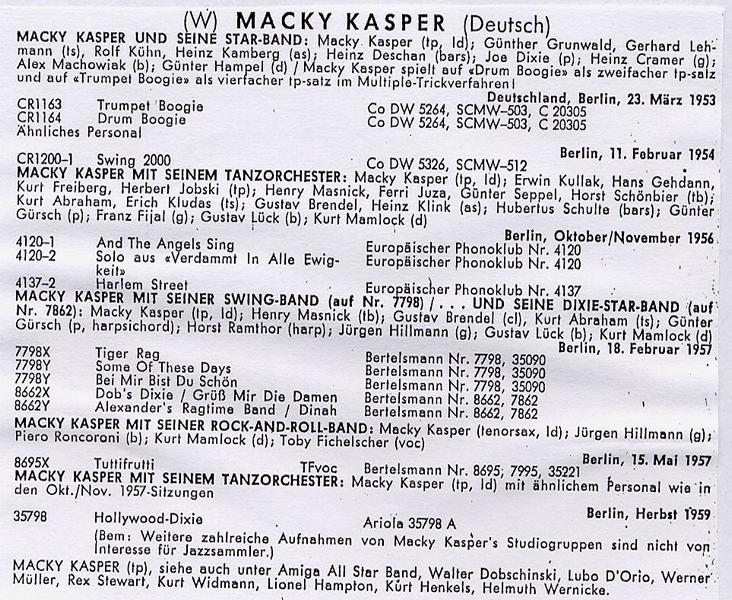 (W) MACKY KASPER (Deutsch)
MACKY KASPER UND SEINE STAR-BAND: Macky Kasper (tp, ld); Günther Grunwald, Gerhard Leh-
mann (ts), Rolf Kühn, Heinz Kamberg (as); Heinz Deschan (bars); Joe Dixie (p); Heinz Cramer (g);
Alex Machowiak (b); Günter Hampel (d) / Macky Kasper spielt auf «Drum Boogie» als zweifacher tp-salz
und auf «Trumpet Boogie» als vierfacher tp-satz im Multiple-Trickverfahren!
Deutschland, Berlin, 23. März 1953
CR1163 Trumpet Boogie Co DW 5264, SCMW-503, C 20305
CR1164 Drum Boogie Co DW 5264, SCMW-503, C 20305
Ähnliches Personal
Berlin, 11. Februar 1954
CR1200-1 Swing 2000 Co DW 5326, SCMW-512
MACKY KASPER MIT SEINEM TANZORCHESTER: Macky Kasper (tp, ld); Erwin Kullak, Hans Gehdann,
Kurt Freiberg, Herbert Jobski (tp); Henry Masnick, Ferri Juza, Günter Seppel, Horst Schönbier (tb);
Kurt Abraham, Erich Kludas (ts); Gustav Brendel, Heinz Klink (as); Hubertus Schulte (bars); Günter
Gürsch (p); Franz Fijal (g); Gustav Lück (b); Kurt Mamlock (d)
Berlin, Oktober/November 1956
4120-1 And The Angels Sing Europäischer Phonoklub Nr. 4120
4120-2 Solo aus «Verdammt In Alle Ewig- Europäischer Phonoklub Nr. 4120
keit»
4137-2 Harlem Street Europäischer Phonoklub Nr. 4137
MACKY KASPER MIT SEINER SWING-BAND (auf Nr. 7798) / . . . UND SEINE DIXIE-STAR-BAND (auf
Nr. 7862): Macky Kasper (tp, ld); Henry Masnick (tb); Gustav Brendel (cl), Kurt Abraham (ts); Günter
Gürsch (p, harpsichord); Horst Ramthor (harp); Jürgen Hillmann (g); Gustav Lück (b); Kurt Mamlock (d)
Berlin, 18. Februar 1957
7798X Tiger Rag Bertelsmann Nr. 7798, 35090
7798Y Some Of These Days Bertelsmann Nr. 7798, 35090
7798Y Bei Mir Bist Du Schön Bertelsmann Nr. 7798, 35090
8662X Dob's Dixie / Grüß Mir Die Damen Bertelsmann Nr. 8662, 7862
8662Y Alexander's Ragtime Band / Dinah Bertelsmann Nr. 8662, 7862
MACKY KASPER MIT SEINER ROCK-AND-ROLL-BAND: Macky Kasper (tenorsax, ld); Jürgen Hillmann (g);
Piero Roncoroni (b); Kurt Mamlock (d); Toby Fichelscher (voc)
Berlin, 15. Mai 1957
8695X Tuttifrutti TFvoc Bertelsmann Nr. 8695; 7995, 35221
MACKY KASPER MIT SEINEM TANZORCHESTER: Macky Kasper (tp, ld) mit ähnlichem Personal wie in
den Okt./Nov. 1957-Sitzungen
Berlin, Herbst 1959
35798 Hollywood-Dixie Ariola 35798 A
(Bem: Weitere zahlreiche Aufnahmen von Macky Kasper's Studiogruppen sind nicht von
Interesse für Jazzsammler.)
MACKY KASPER (tp), siehe auch unter Amiga All Star Band, Walter Dobschinski, Lubo D'Orio, Werner
Müller, Rex Stewart, Kurt Widmann, Lionel Hampton, Kurt Henkels, Helmuth Wernicke.